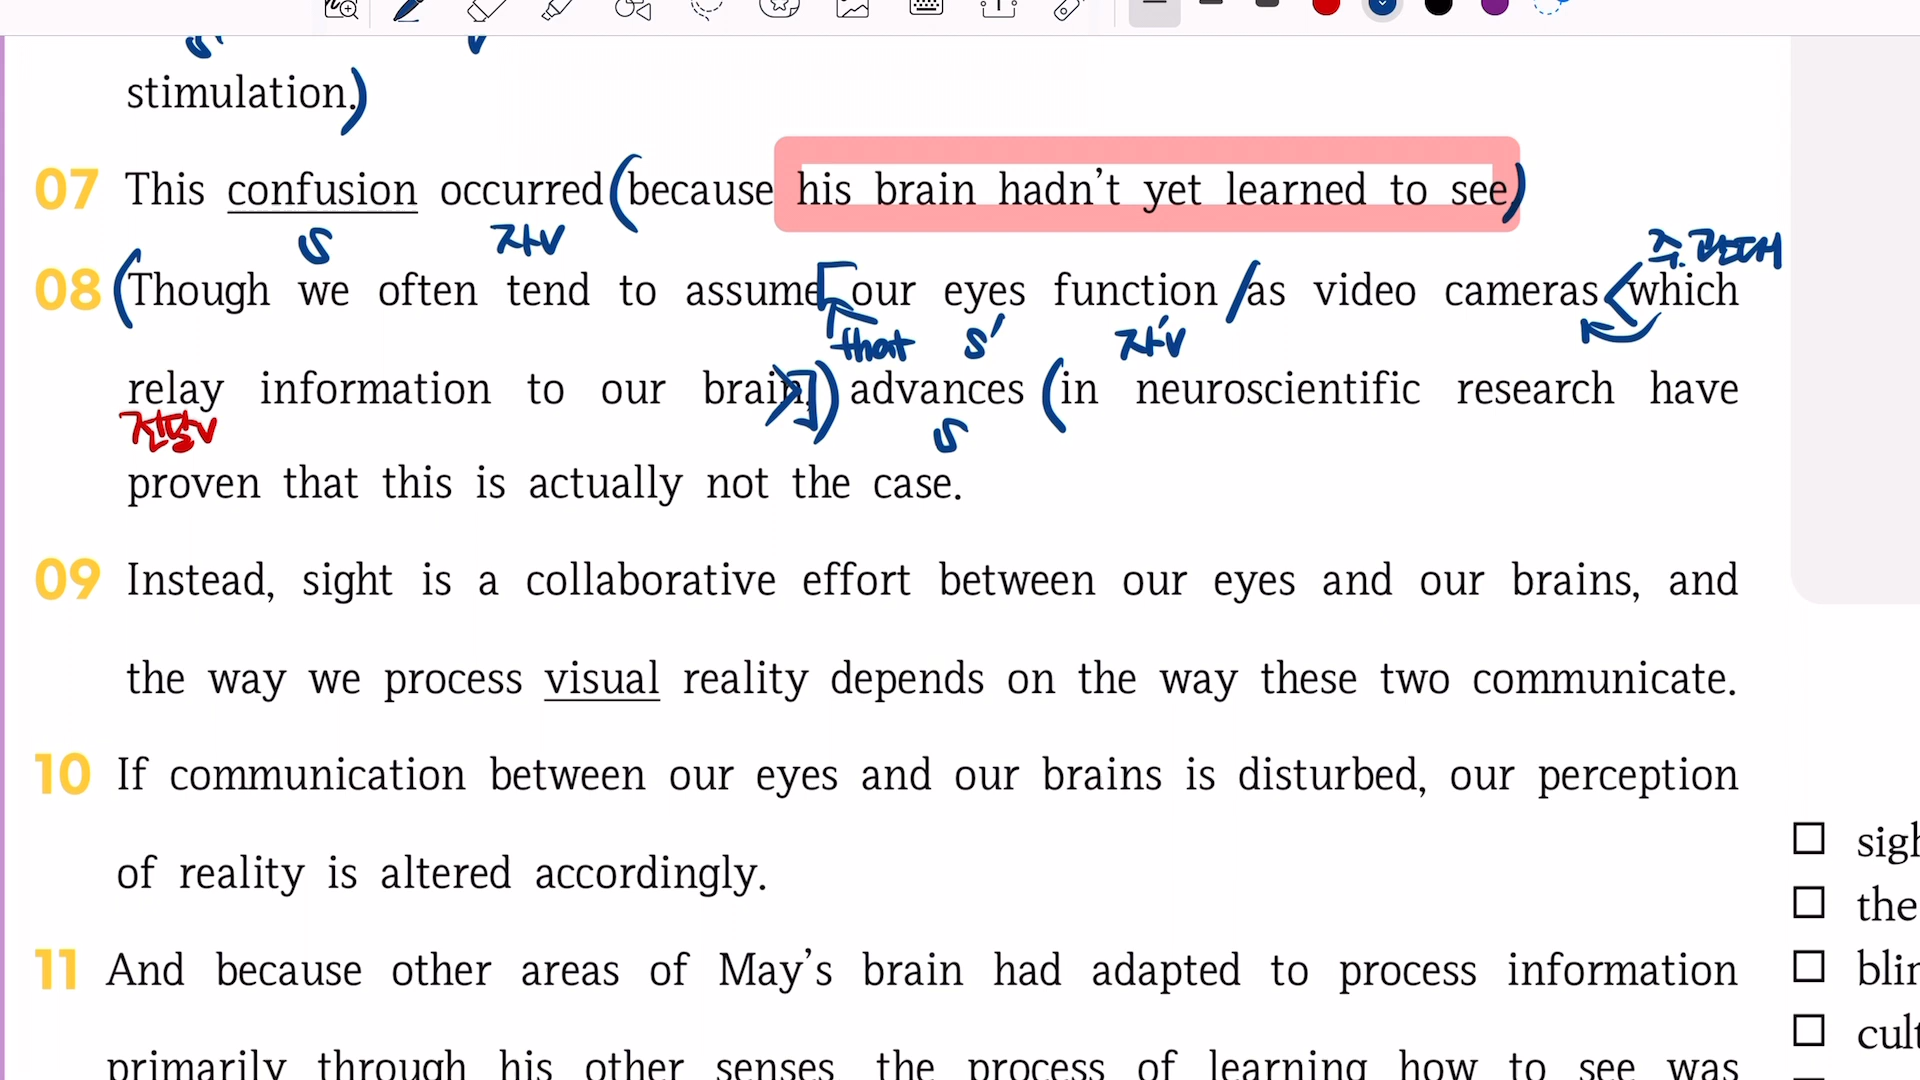 stimulation.)
07 This confusion occurred (because his brain hadn't yet learned to see.)
S 자V
주.관대
08 (Though we often tend to assume [our eyes function / as video cameras <which
that S' 자V'
relay information to our brain,>]) advances (in neuroscientific research have
전달V S
proven that this is actually not the case.
09 Instead, sight is a collaborative effort between our eyes and our brains, and
the way we process visual reality depends on the way these two communicate.
10 If communication between our eyes and our brains is disturbed, our perception
of reality is altered accordingly.
11 And because other areas of May's brain had adapted to process information
primarily through his other senses, the process of learning how to see was
the